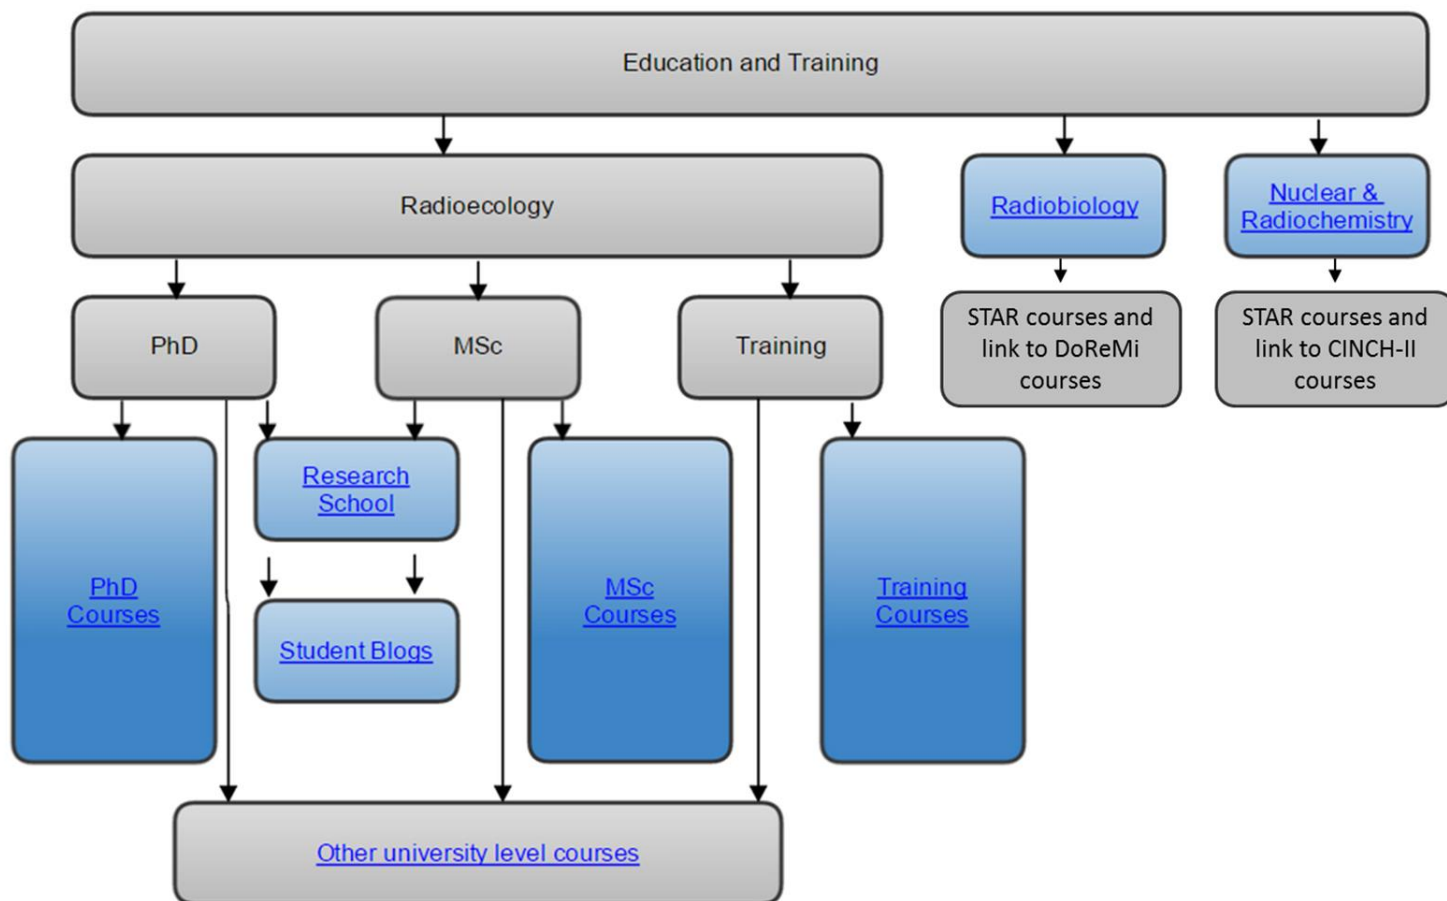 Education and Training
Radioecology
Radiobiology
Nuclear &
Radiochemistry
PhD
MSc
Training
STAR courses and
link to DoReMi
courses
STAR courses and
link to CINCH-II
courses
Research
School
PhD
Courses
MSc
Courses
Training
Courses
Student Blogs
Other university level courses